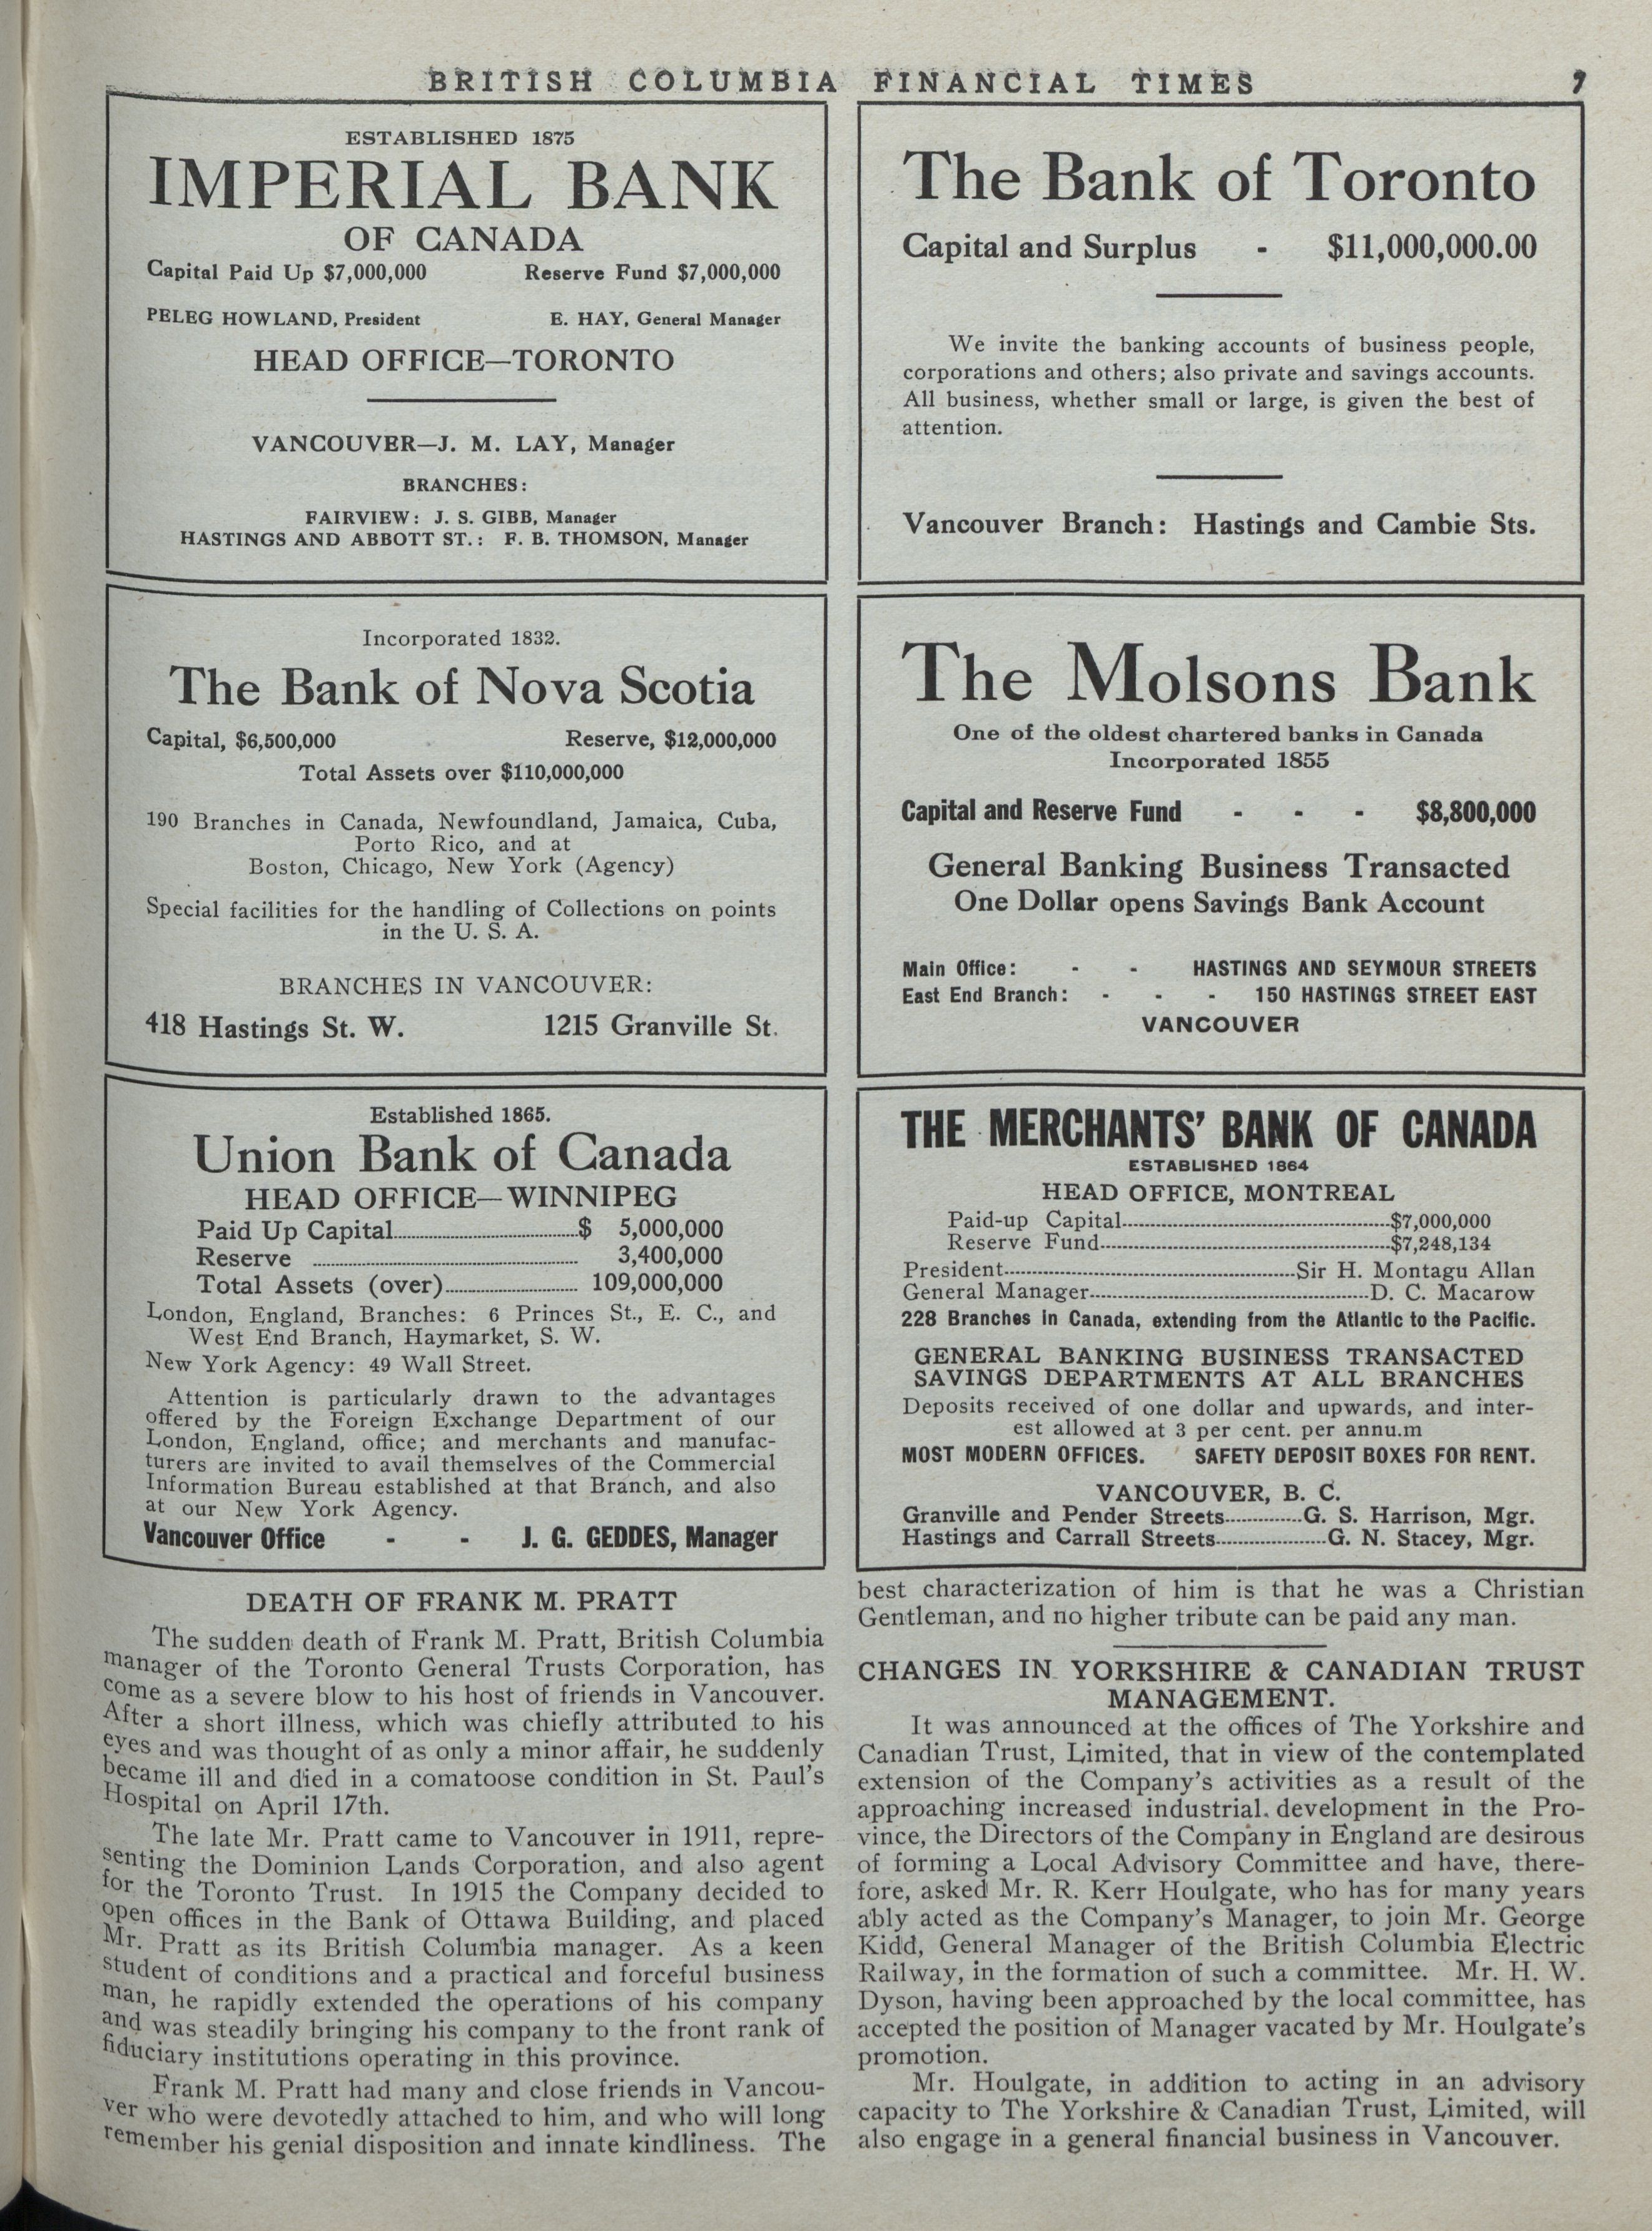 BRITISH COLUMBIA FINANCIAL TIMES 7
ESTABLISHED 1875
IMPERIAL BANK
OF CANADA
Capital Paid Up $7,000,000 Reserve Fund $7,000,000
PELEG HOWLAND, President E. HAY, General Manager
HEAD OFFICE—TORONTO
VANCOUVER—J. M. LAY, Manager
BRANCHES:
FAIRVIEW: J. S. GIBB, Manager
HASTINGS AND ABBOTT ST.: F. B. THOMSON, Manager
The Bank of Toronto
Capital and Surplus - $11,000,000.00
We invite the banking accounts of business people,
corporations and others; also private and savings accounts.
All business, whether small or large, is given the best of
attention.
Vancouver Branch: Hastings and Cambie Sts.
Incorporated 1832.
The Bank of Nova Scotia
Capital, $6,500,000 Reserve, $12,000,000
Total Assets over $110,000,000
190 Branches in Canada, Newfoundland, Jamaica, Cuba,
Porto Rico, and at
Boston, Chicago, New York (Agency)
Special facilities for the handling of Collections on points
in the U. S. A.
BRANCHES IN VANCOUVER:
418 Hastings St. W. 1215 Granville St.
The Molsons Bank
One of the oldest chartered banks in Canada
Incorporated 1855
Capital and Reserve Fund - - - $8,800,000
General Banking Business Transacted
One Dollar opens Savings Bank Account
Main Office: - - HASTINGS AND SEYMOUR STREETS
East End Branch: - - - 150 HASTINGS STREET EAST
VANCOUVER
Established 1865.
Union Bank of Canada
HEAD OFFICE—WINNIPEG
Paid Up Capital....................$ 5,000,000
Reserve .................... 3,400,000
Total Assets (over).................... 109,000,000
London, England, Branches: 6 Princes St., E. C., and
West End Branch, Haymarket, S. W.
New York Agency: 49 Wall Street.
Attention is particularly drawn to the advantages
offered by the Foreign Exchange Department of our
London, England, office; and merchants and manufac-
turers are invited to avail themselves of the Commercial
Information Bureau established at that Branch, and also
at our New York Agency.
Vancouver Office - - J. G. GEDDES, Manager
THE MERCHANTS' BANK OF CANADA
ESTABLISHED 1864
HEAD OFFICE, MONTREAL
Paid-up Capital....................$7,000,000
Reserve Fund....................$7,248,134
President....................Sir H. Montagu Allan
General Manager....................D. C. Macarow
228 Branches in Canada, extending from the Atlantic to the Pacific.
GENERAL BANKING BUSINESS TRANSACTED
SAVINGS DEPARTMENTS AT ALL BRANCHES
Deposits received of one dollar and upwards, and inter-
est allowed at 3 per cent. per annu.m
MOST MODERN OFFICES. SAFETY DEPOSIT BOXES FOR RENT.
VANCOUVER, B. C.
Granville and Pender Streets.............G. S. Harrison, Mgr.
Hastings and Carrall Streets....................G. N. Stacey, Mgr.
DEATH OF FRANK M. PRATT
The sudden death of Frank M. Pratt, British Columbia
manager of the Toronto General Trusts Corporation, has
come as a severe blow to his host of friends in Vancouver.
After a short illness, which was chiefly attributed to his
eyes and was thought of as only a minor affair, he suddenly
became ill and died in a comatoose condition in St. Paul's
Hospital on April 17th.
The late Mr. Pratt came to Vancouver in 1911, repre-
senting the Dominion Lands Corporation, and also agent
for the Toronto Trust. In 1915 the Company decided to
open offices in the Bank of Ottawa Building, and placed
Mr. Pratt as its British Columbia manager. As a keen
student of conditions and a practical and forceful business
man, he rapidly extended the operations of his company
and was steadily bringing his company to the front rank of
fiduciary institutions operating in this province.
Frank M. Pratt had many and close friends in Vancou-
ver who were devotedly attached to him, and who will long
remember his genial disposition and innate kindliness. The
best characterization of him is that he was a Christian
Gentleman, and no higher tribute can be paid any man.
CHANGES IN YORKSHIRE & CANADIAN TRUST
MANAGEMENT.
It was announced at the offices of The Yorkshire and
Canadian Trust, Limited, that in view of the contemplated
extension of the Company's activities as a result of the
approaching increased industrial. development in the Pro-
vince, the Directors of the Company in England are desirous
of forming a Local Advisory Committee and have, there-
fore, asked Mr. R. Kerr Houlgate, who has for many years
ably acted as the Company's Manager, to join Mr. George
Kidd, General Manager of the British Columbia Electric
Railway, in the formation of such a committee. Mr. H. W.
Dyson, having been approached by the local committee, has
accepted the position of Manager vacated by Mr. Houlgate's
promotion.
Mr. Houlgate, in addition to acting in an advisory
capacity to The Yorkshire & Canadian Trust, Limited, will
also engage in a general financial business in Vancouver.